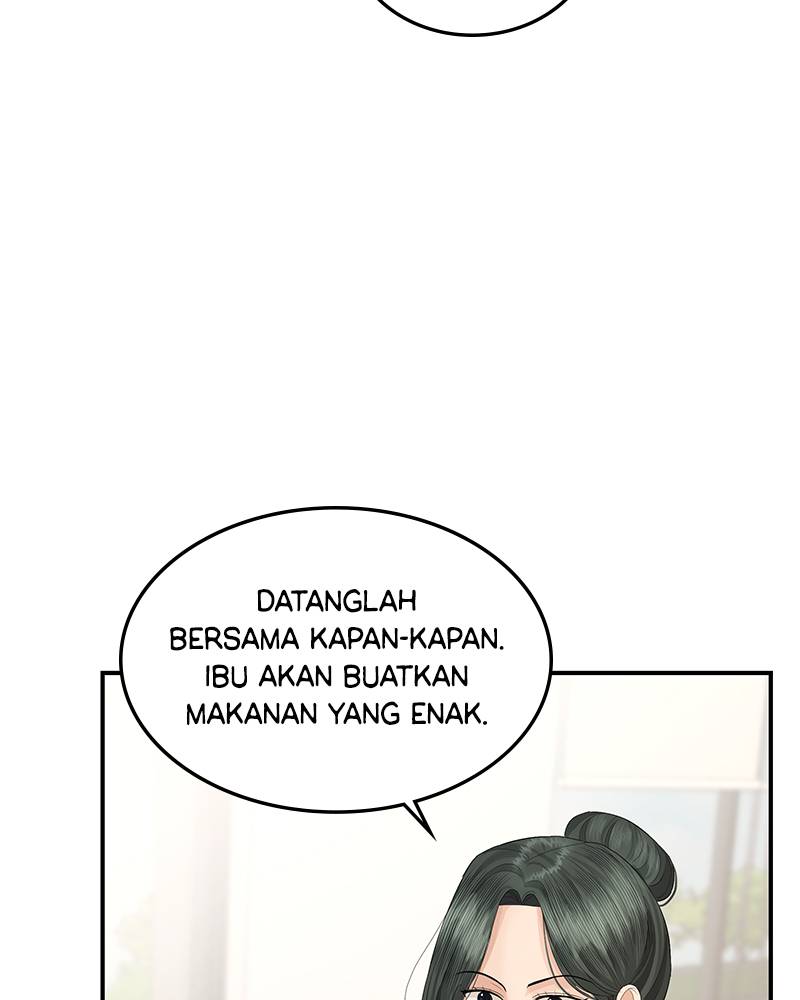 DATANGLAH
BERSAMA KAPAN-KAPAN.
IBU AKAN BUATKAN
MAKANAN YANG ENAK.